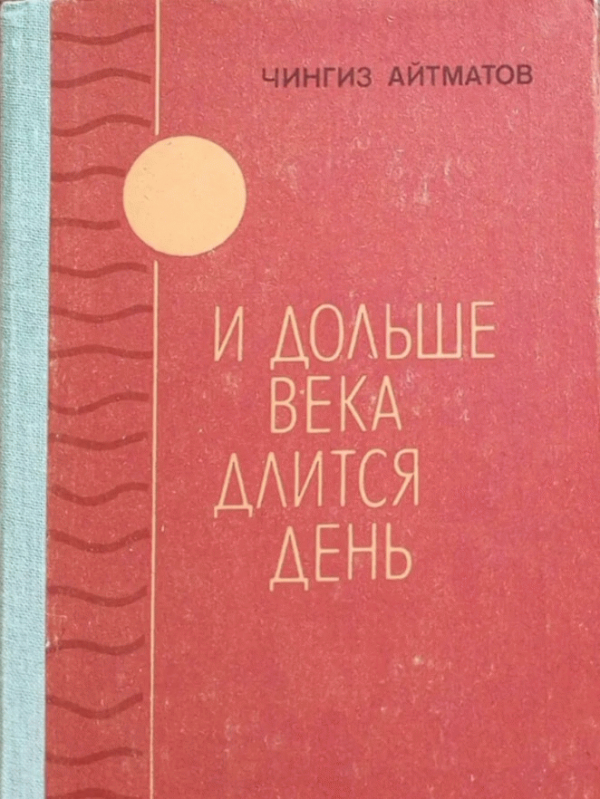 ЧИНГИЗ АЙТМАТОВ
И ДОЛЬШЕ
ВЕКА
ДЛИТСЯ
ДЕНЬ